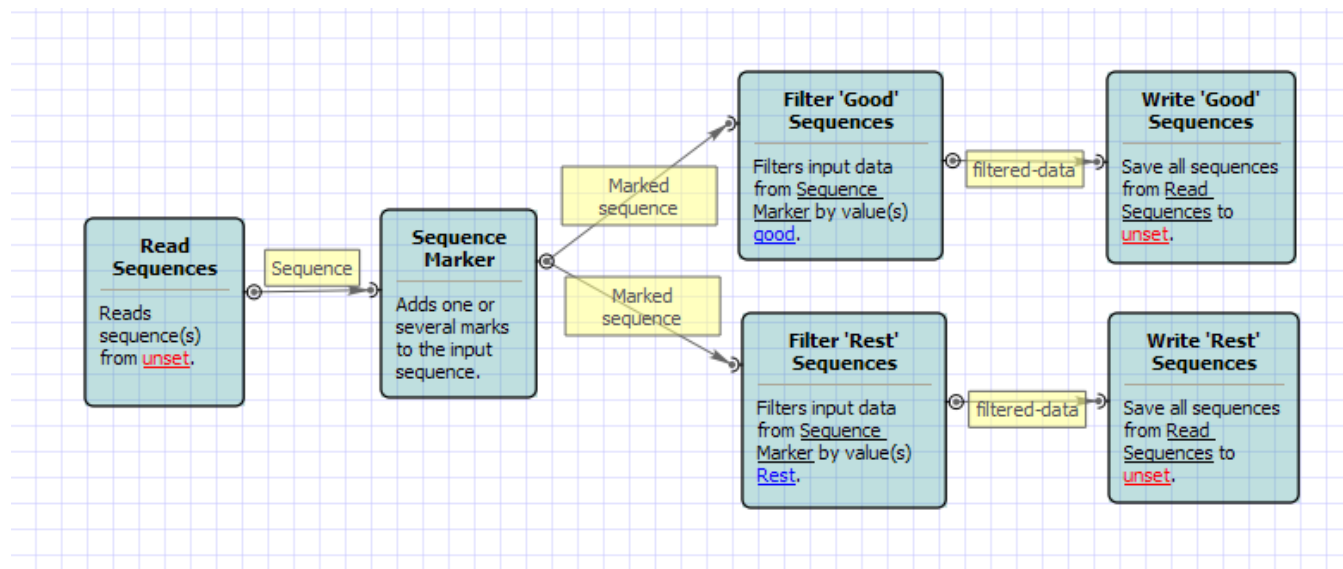 Read
Sequences
Reads
sequence(s)
from unset.
Sequence
Sequence
Marker
Adds one or
several marks
to the input
sequence.
Marked
sequence
Marked
sequence
Filter 'Good'
Sequences
Filters input data
from Sequence
Marker by value(s)
good.
filtered-data
Write 'Good'
Sequences
Save all sequences
from Read
Sequences to
unset.
Filter 'Rest'
Sequences
Filters input data
from Sequence
Marker by value(s)
Rest.
filtered-data
Write 'Rest'
Sequences
Save all sequences
from Read
Sequences to
unset.